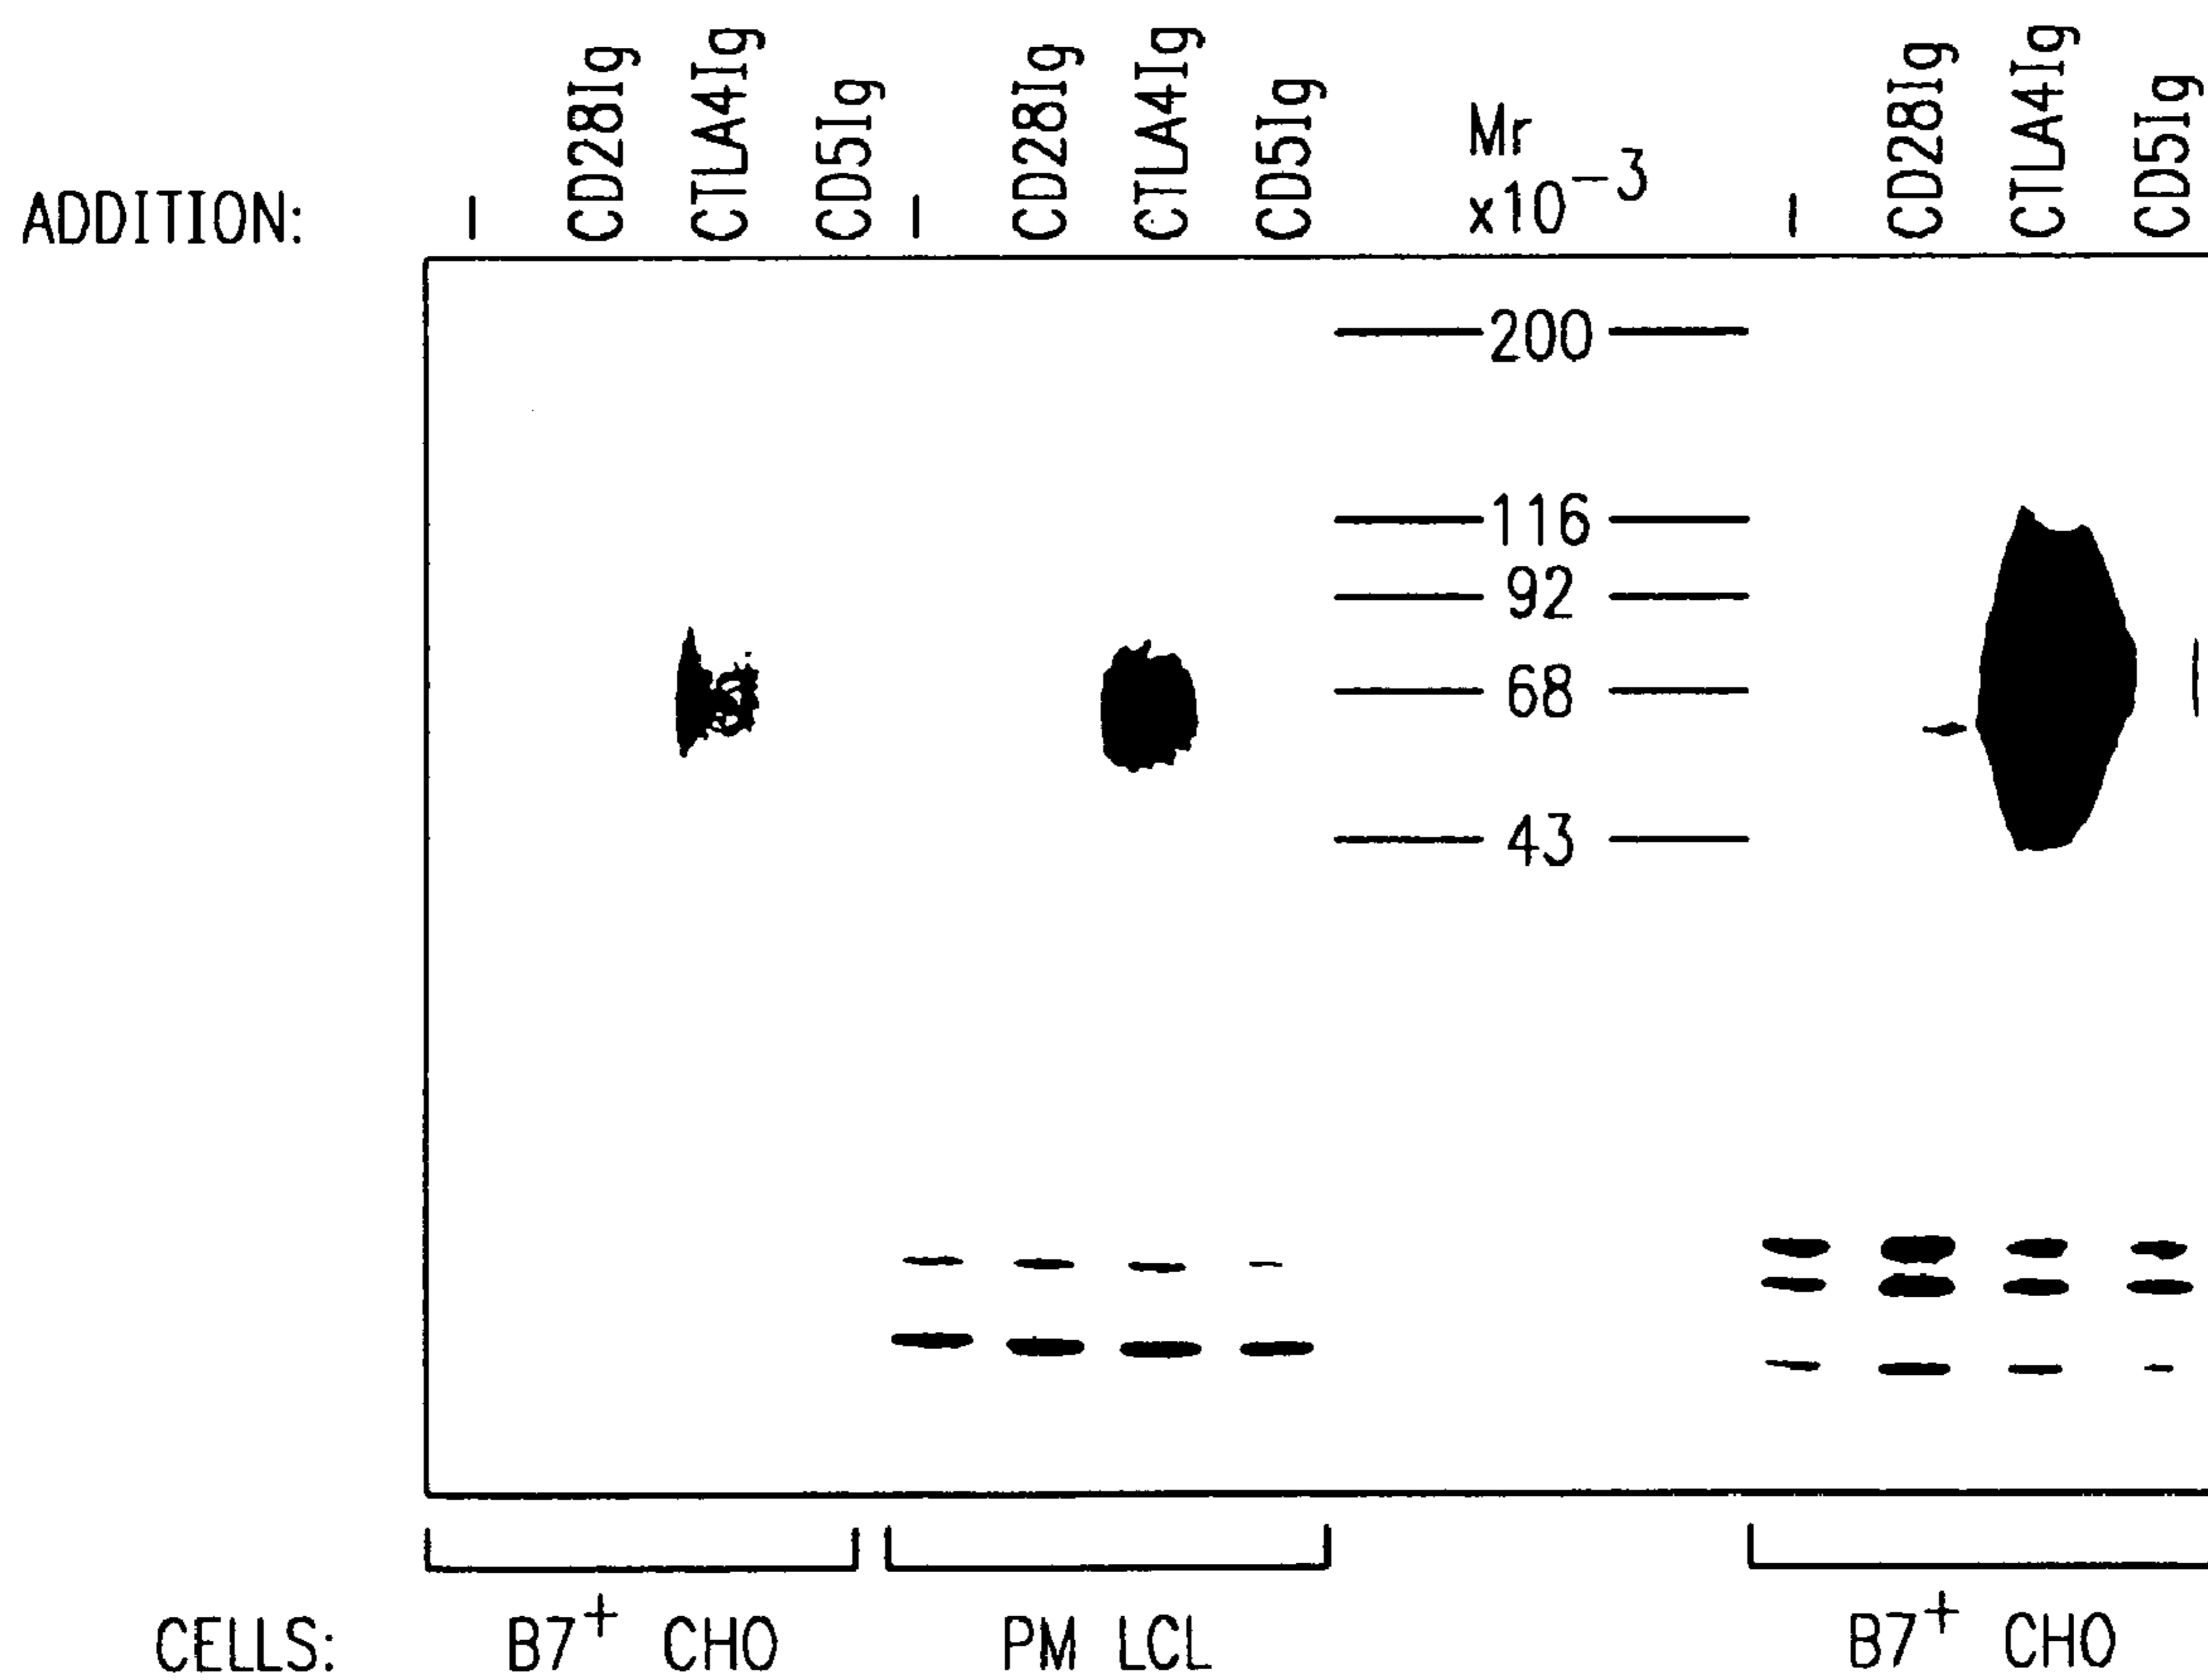 ADDITION: – CD28Ig CTLA4Ig CD5Ig – CD28Ig CTLA4Ig CD5Ig Mr x10⁻³ – CD28Ig CTLA4Ig CD5Ig
200
116
92
68
43
CELLS: B7⁺ CHO PM LCL B7⁺ CHO